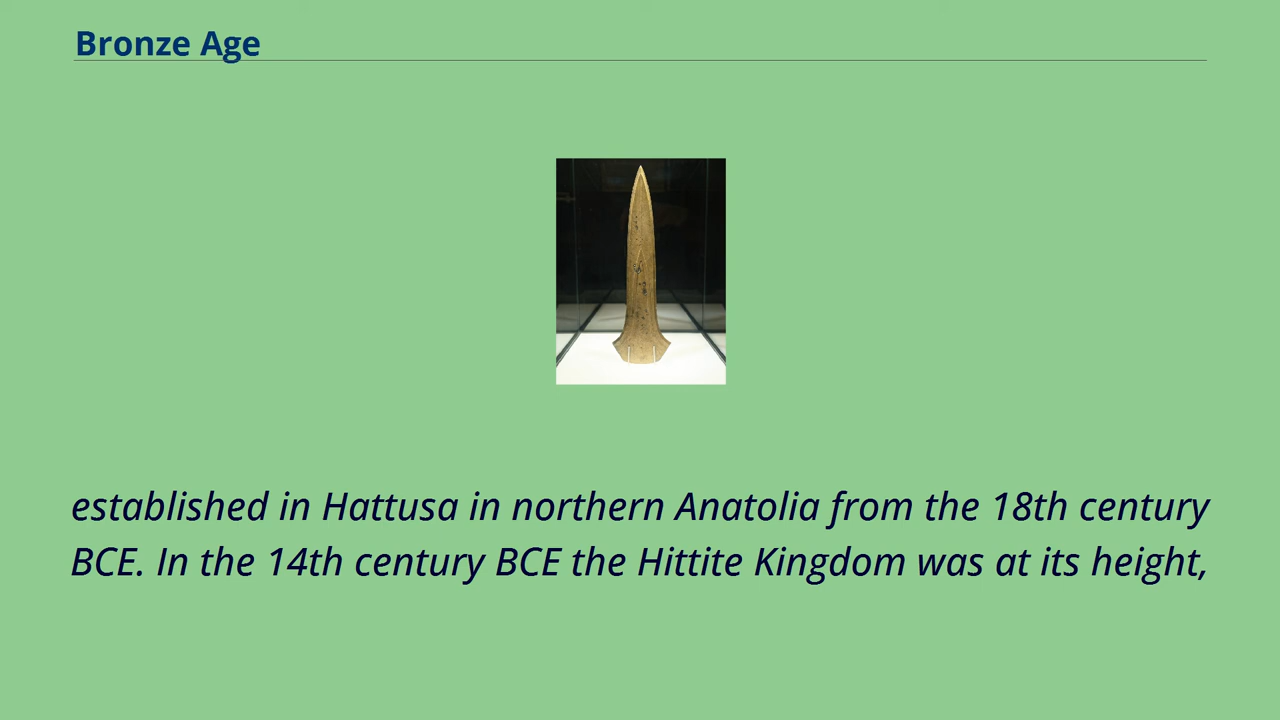 Bronze Age
established in Hattusa in northern Anatolia from the 18th century
BCE. In the 14th century BCE the Hittite Kingdom was at its height,